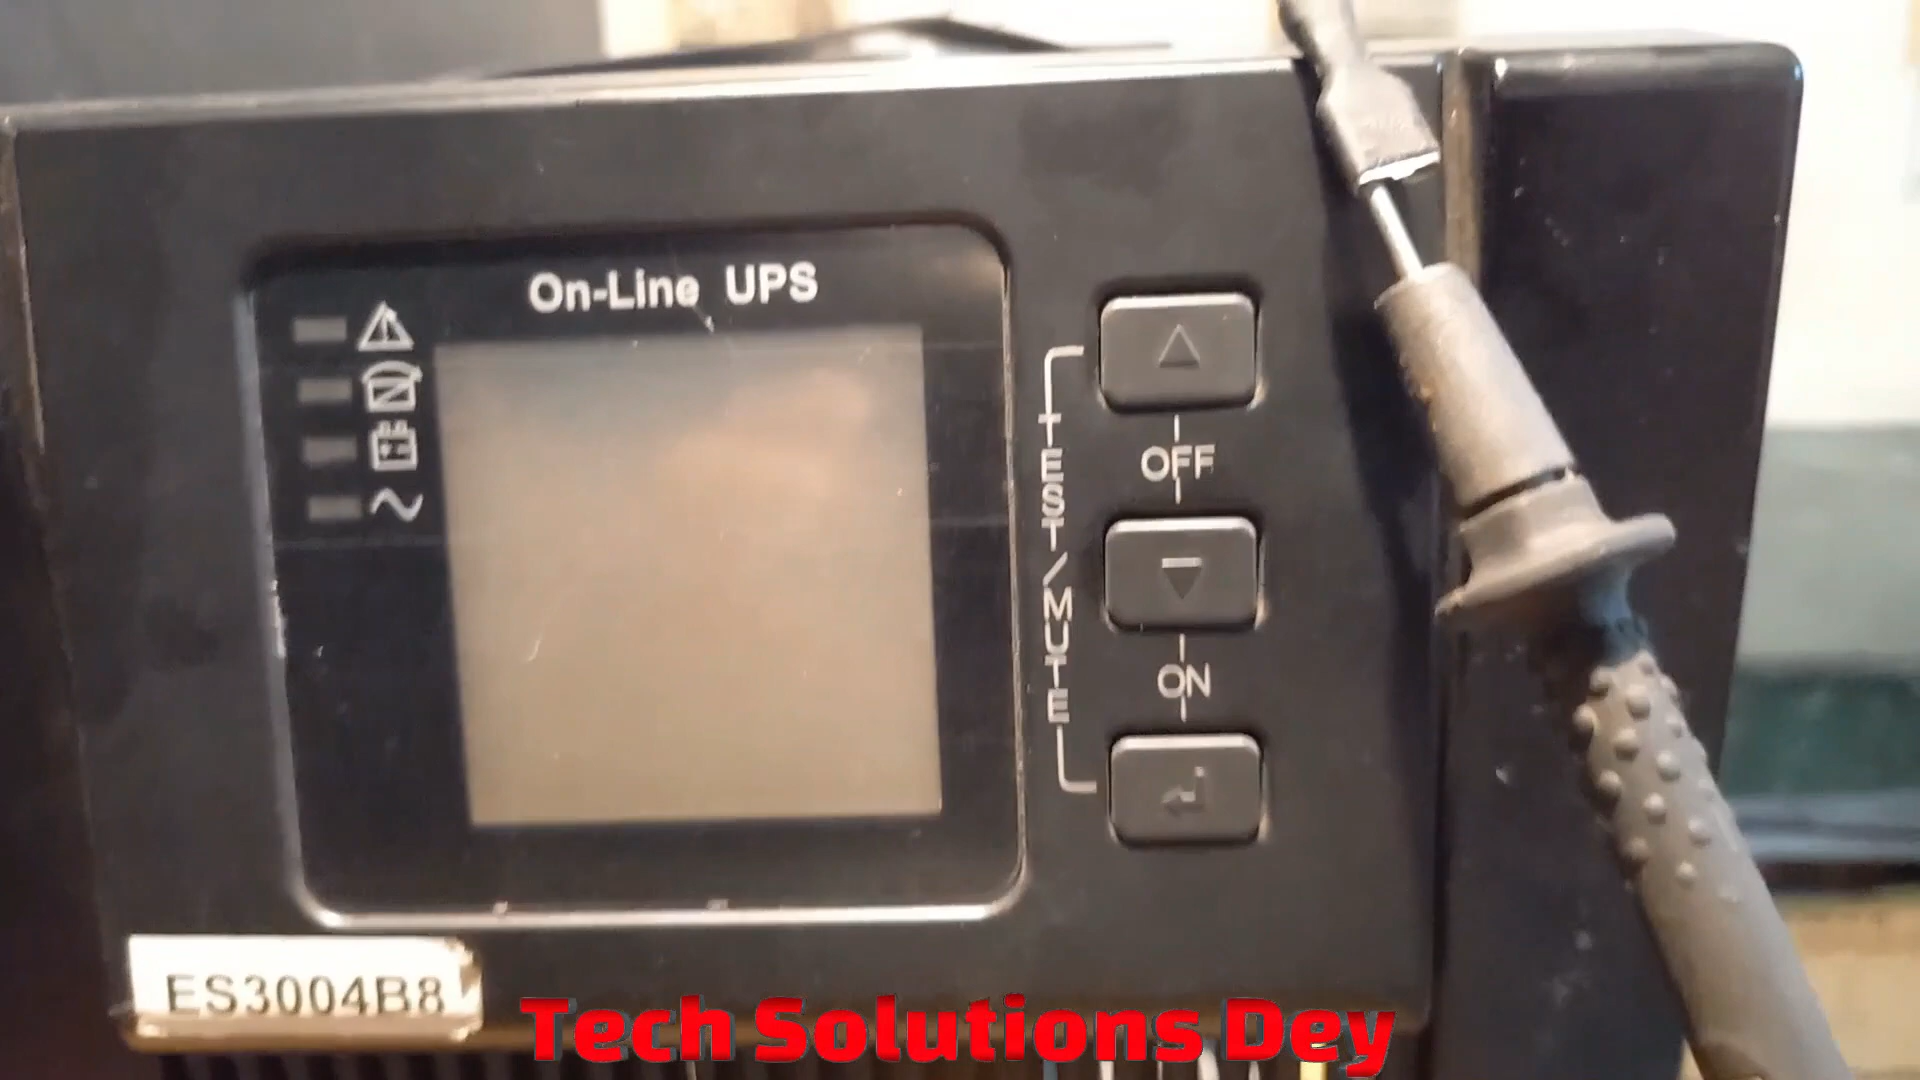 On-Line UPS
TEST/MUTE
OFF
ON
ES3004B8
Tech Solutions Dey